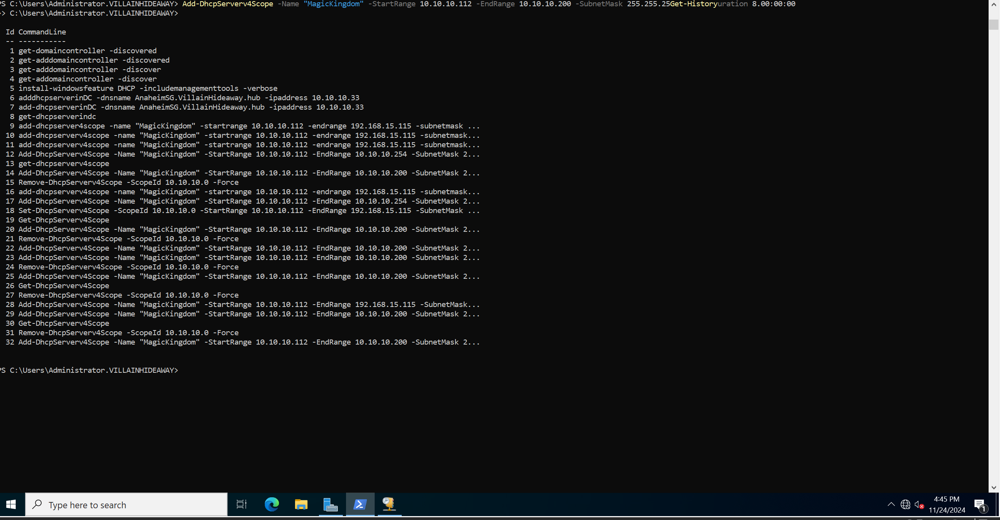 PS C:\Users\Administrator.VILLAINHIDEAWAY> Add-DhcpServerv4Scope -Name "MagicKingdom" -StartRange 10.10.10.112 -EndRange 10.10.10.200 -SubnetMask 255.255.25Get-Historyuration 8.00:00:00
>> C:\Users\Administrator.VILLAINHIDEAWAY>
Id CommandLine
-- -----------
1 get-domaincontroller -discovered
2 get-adddomaincontroller -discovered
3 get-adddomaincontroller -discover
4 get-addomaincontroller -discover
5 install-windowsfeature DHCP -includemanagementtools -verbose
6 adddhcpserverinDC -dnsname AnaheimSG.VillainHideaway.hub -ipaddress 10.10.10.33
7 add-dhcpserverinDC -dnsname AnaheimSG.VillainHideaway.hub -ipaddress 10.10.10.33
8 get-dhcpserverindc
9 add-dhcpserver4scope -name "MagicKingdom" -startrange 10.10.10.112 -endrange 192.168.15.115 -subnetmask ...
10 add-dhcpserverv4scope -name "MagicKingdom" -startrange 10.10.10.112 -endrange 192.168.15.115 -subnetmask...
11 add-dhcpserverv4scope -name "MagicKingdom" -startrange 10.10.10.112 -endrange 192.168.15.115 -subnetmask...
12 Add-DhcpServerv4Scope -Name "MagicKingdom" -StartRange 10.10.10.112 -EndRange 10.10.10.254 -SubnetMask 2...
13 get-dhcpserverv4scope
14 Add-DhcpServerv4Scope -Name "MagicKingdom" -StartRange 10.10.10.112 -EndRange 10.10.10.200 -SubnetMask 2...
15 Remove-DhcpServerv4Scope -ScopeId 10.10.10.0 -Force
16 add-dhcpserverv4scope -name "MagicKingdom" -startrange 10.10.10.112 -endrange 192.168.15.115 -subnetmask...
17 Add-DhcpServerv4Scope -Name "MagicKingdom" -StartRange 10.10.10.112 -EndRange 10.10.10.254 -SubnetMask 2...
18 Set-DhcpServerv4Scope -ScopeId 10.10.10.0 -StartRange 10.10.10.112 -EndRange 192.168.15.115 -SubnetMask ...
19 Get-DhcpServerv4Scope
20 Add-DhcpServerv4Scope -Name "MagicKingdom" -StartRange 10.10.10.112 -EndRange 10.10.10.200 -SubnetMask 2...
21 Remove-DhcpServerv4Scope -ScopeId 10.10.10.0 -Force
22 Add-DhcpServerv4Scope -Name "MagicKingdom" -StartRange 10.10.10.112 -EndRange 10.10.10.200 -SubnetMask 2...
23 Add-DhcpServerv4Scope -Name "MagicKingdom" -StartRange 10.10.10.112 -EndRange 10.10.10.200 -SubnetMask 2...
24 Remove-DhcpServerv4Scope -ScopeId 10.10.10.0 -Force
25 Add-DhcpServerv4Scope -Name "MagicKingdom" -StartRange 10.10.10.112 -EndRange 10.10.10.200 -SubnetMask 2...
26 Get-DhcpServerv4Scope
27 Remove-DhcpServerv4Scope -ScopeId 10.10.10.0 -Force
28 Add-DhcpServerv4Scope -Name "MagicKingdom" -StartRange 10.10.10.112 -EndRange 192.168.15.115 -SubnetMask...
29 Add-DhcpServerv4Scope -Name "MagicKingdom" -StartRange 10.10.10.112 -EndRange 10.10.10.200 -SubnetMask 2...
30 Get-DhcpServerv4Scope
31 Remove-DhcpServerv4Scope -ScopeId 10.10.10.0 -Force
32 Add-DhcpServerv4Scope -Name "MagicKingdom" -StartRange 10.10.10.112 -EndRange 10.10.10.200 -SubnetMask 2...
PS C:\Users\Administrator.VILLAINHIDEAWAY>
Type here to search
4:45 PM
11/24/2024
1